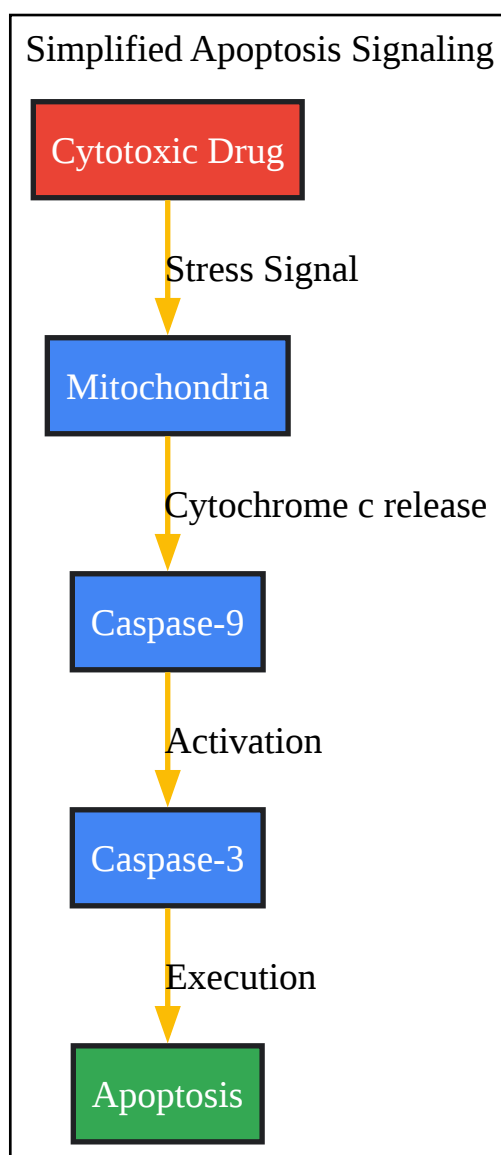 Simplified Apoptosis Signaling
Cytotoxic Drug
Stress Signal
Mitochondria
Cytochrome c release
Caspase-9
Activation
Caspase-3
Execution
Apoptosis